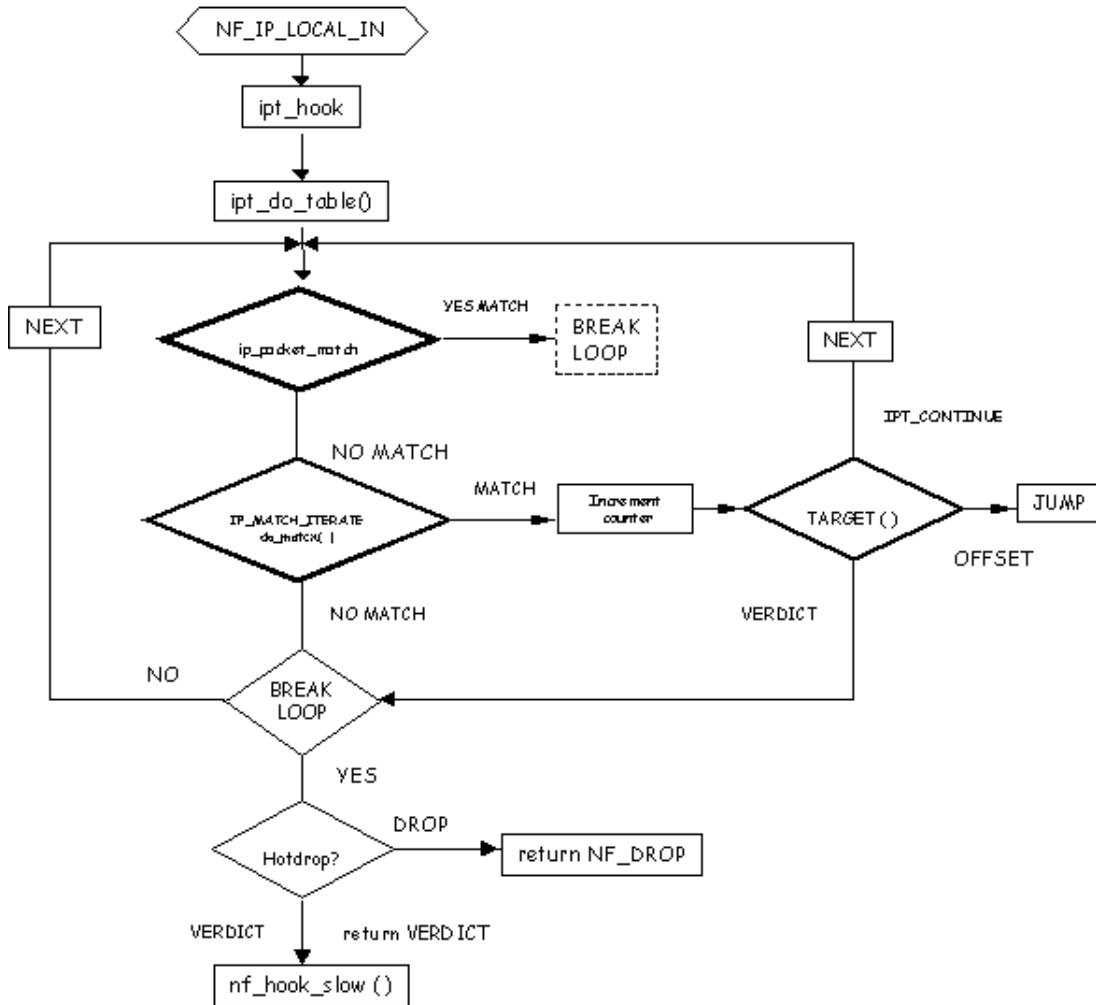 NF_IP_LOCAL_IN
ipt_hook
ipt_do_table()
NEXT
YES MATCH
BREAK
LOOP
NEXT
ip_packet_match
IPT_CONTINUE
NO MATCH
MATCH
Increment
counter
JUMP
IP_MATCH_ITERATE
do_match( )
TARGET ( )
OFFSET
NO MATCH
VERDICT
NO
BREAK
LOOP
YES
DROP
Hotdrop?
return NF_DROP
VERDICT
return VERDICT
nf_hook_slow ()